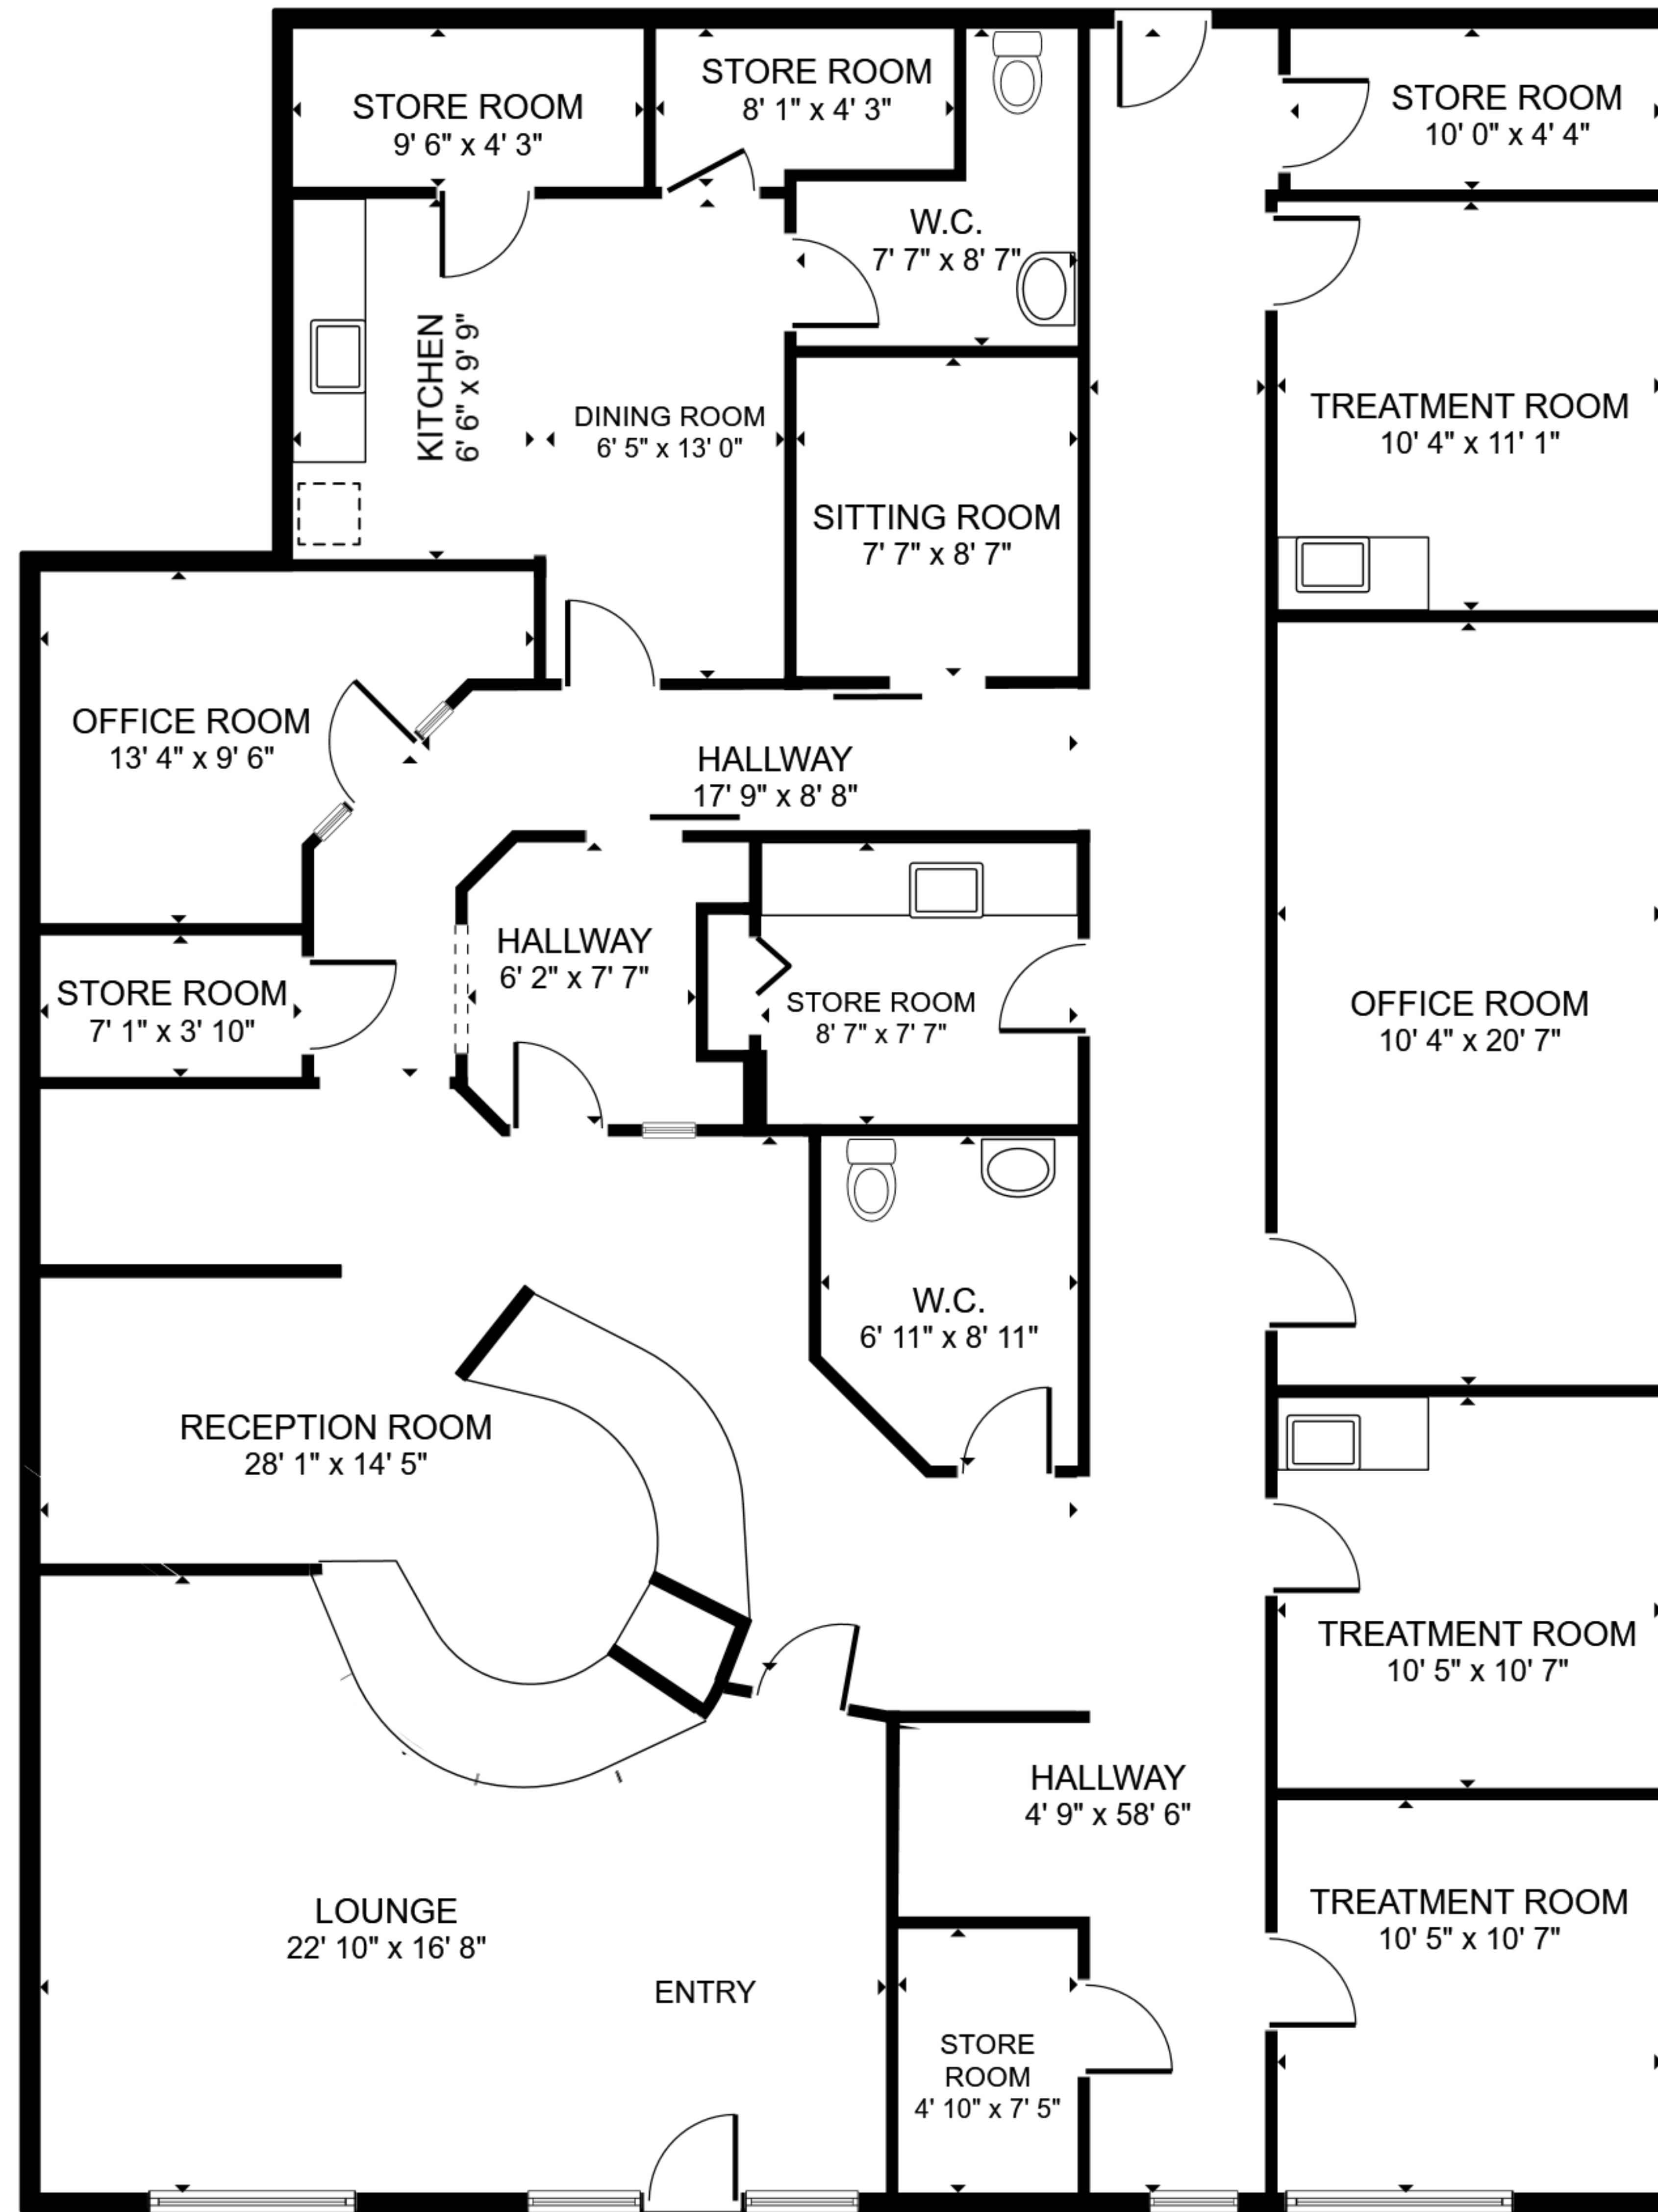 STORE ROOM
9' 6" x 4' 3"
STORE ROOM
8' 1" x 4' 3"
STORE ROOM
10' 0" x 4' 4"
W.C.
7' 7" x 8' 7"
KITCHEN
6' 6" x 9' 9"
DINING ROOM
6' 5" x 13' 0"
TREATMENT ROOM
10' 4" x 11' 1"
SITTING ROOM
7' 7" x 8' 7"
OFFICE ROOM
13' 4" x 9' 6"
HALLWAY
17' 9" x 8' 8"
HALLWAY
6' 2" x 7' 7"
STORE ROOM
7' 1" x 3' 10"
STORE ROOM
8' 7" x 7' 7"
OFFICE ROOM
10' 4" x 20' 7"
W.C.
6' 11" x 8' 11"
RECEPTION ROOM
28' 1" x 14' 5"
TREATMENT ROOM
10' 5" x 10' 7"
HALLWAY
4' 9" x 58' 6"
LOUNGE
22' 10" x 16' 8"
TREATMENT ROOM
10' 5" x 10' 7"
ENTRY
STORE
ROOM
4' 10" x 7' 5"